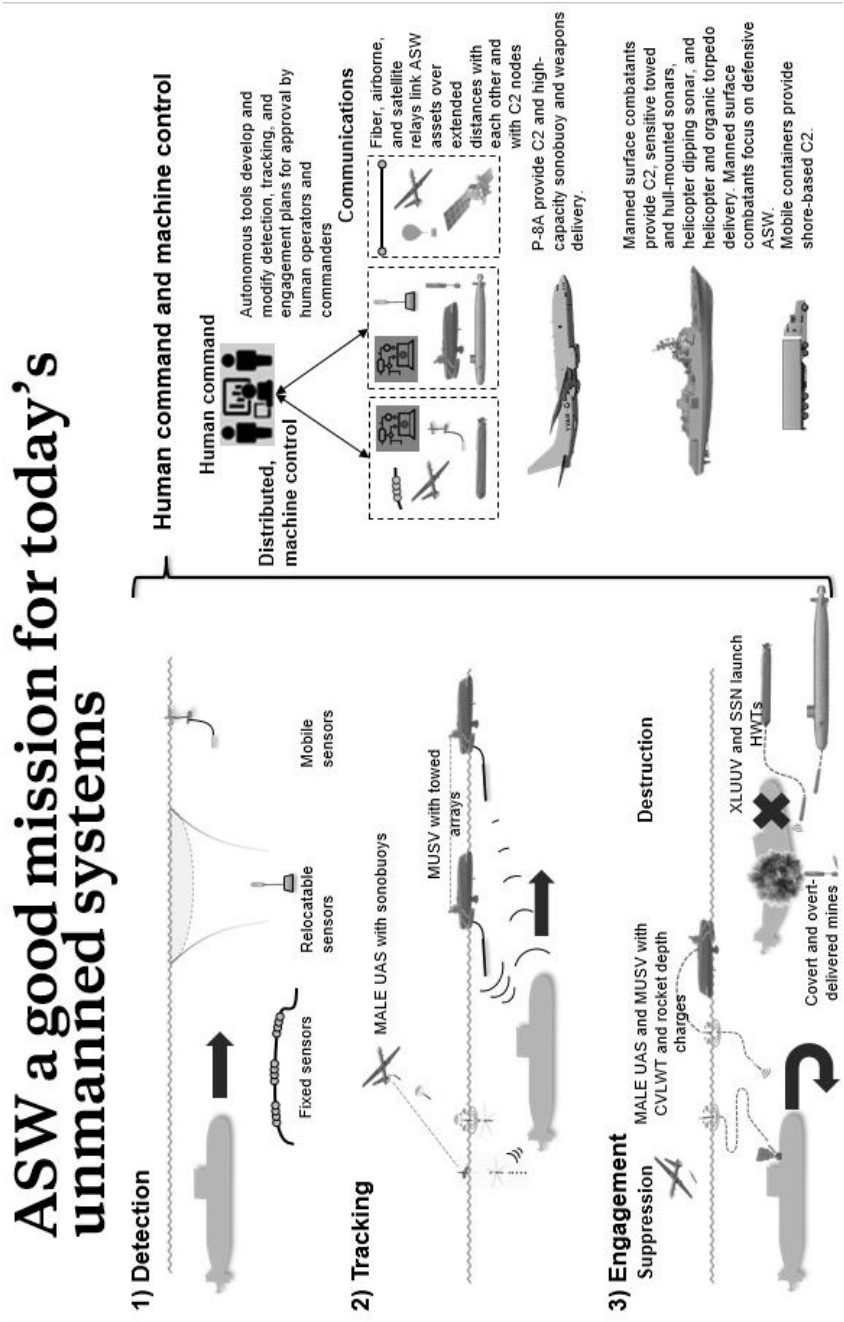 ASW a good mission for today's
unmanned systems
1) Detection
Fixed sensors
Relocatable
sensors
Mobile
sensors
2) Tracking
MALE UAS with sonobuoys
MUSV with towed
arrays
3) Engagement
Suppression
MALE UAS and MUSV with
CVLWT and rocket depth
charges
Destruction
XLUUV and SSN launch
HWTs
Covert and overt-
delivered mines
Human command and machine control
Human command
Distributed,
machine control
Autonomous tools develop and
modify detection, tracking, and
engagement plans for approval by
human operators and
commanders
Communications
Fiber, airborne,
and satellite
relays link ASW
assets over
extended
distances with
each other and
with C2 nodes
P-8A provide C2 and high-
capacity sonobuoy and weapons
delivery.
Manned surface combatants
provide C2, sensitive towed
and hull-mounted sonars,
helicopter dipping sonar, and
helicopter and organic torpedo
delivery. Manned surface
combatants focus on defensive
ASW.
Mobile containers provide
shore-based C2.